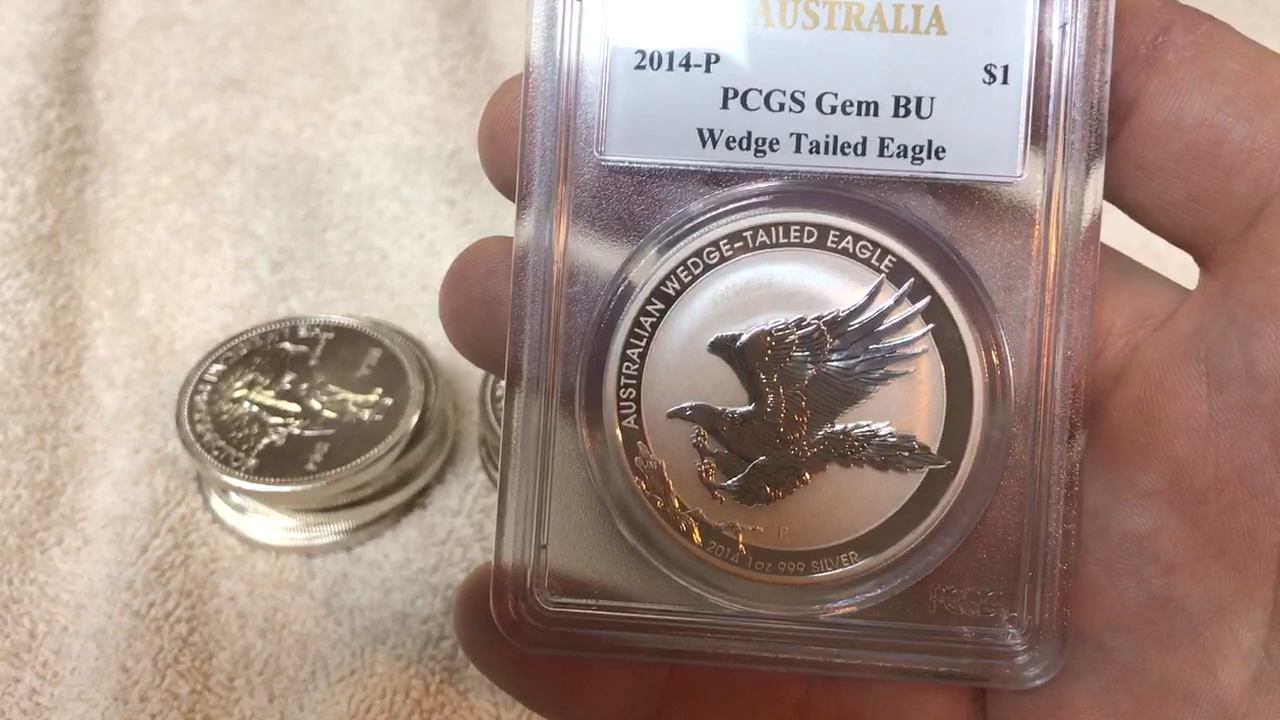 AUSTRALIA
2014-P $1
PCGS Gem BU
Wedge Tailed Eagle
AUSTRALIAN WEDGE-TAILED EAGLE
P
2014 1oz 999 SILVER
PCGS